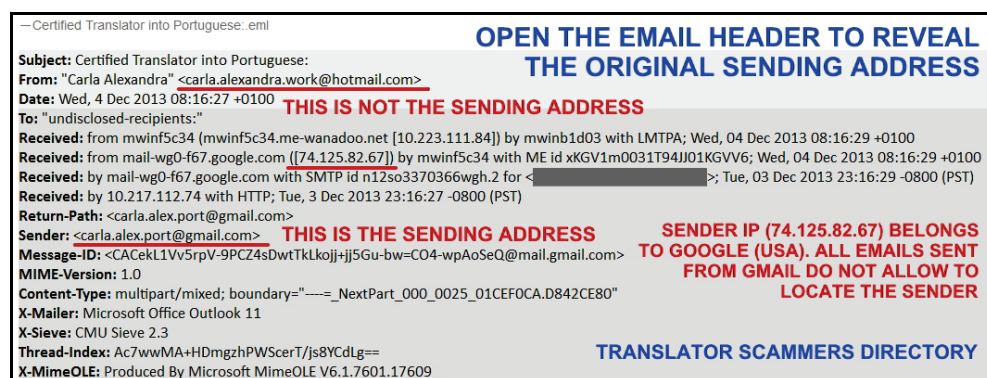 —Certified Translator into Portuguese:.eml
OPEN THE EMAIL HEADER TO REVEAL
THE ORIGINAL SENDING ADDRESS
Subject: Certified Translator into Portuguese:
From: "Carla Alexandra" <carla.alexandra.work@hotmail.com>
Date: Wed, 4 Dec 2013 08:16:27 +0100
THIS IS NOT THE SENDING ADDRESS
To: "undisclosed-recipients:"
Received: from mwinf5c34 (mwinf5c34.me-wanadoo.net [10.223.111.84]) by mwinb1d03 with LMTPA; Wed, 04 Dec 2013 08:16:29 +0100
Received: from mail-wg0-f67.google.com ([74.125.82.67]) by mwinf5c34 with ME id xKGV1m0031T94JJ01KGVV6; Wed, 04 Dec 2013 08:16:29 +0100
Received: by mail-wg0-f67.google.com with SMTP id n12so3370366wgh.2 for < >; Tue, 03 Dec 2013 23:16:29 -0800 (PST)
Received: by 10.217.112.74 with HTTP; Tue, 3 Dec 2013 23:16:27 -0800 (PST)
Return-Path: <carla.alex.port@gmail.com>
Sender: <carla.alex.port@gmail.com>
THIS IS THE SENDING ADDRESS
SENDER IP (74.125.82.67) BELONGS
TO GOOGLE (USA). ALL EMAILS SENT
FROM GMAIL DO NOT ALLOW TO
LOCATE THE SENDER
Message-ID: <CACekL1Vv5rpV-9PCZ4sDwtTkLkojj+jj5Gu-bw=CO4-wpAoSeQ@mail.gmail.com>
MIME-Version: 1.0
Content-Type: multipart/mixed; boundary="----=_NextPart_000_0025_01CEF0CA.D842CE80"
X-Mailer: Microsoft Office Outlook 11
X-Sieve: CMU Sieve 2.3
Thread-Index: Ac7wwMA+HDmgzhPWScerT/js8YCdLg==
TRANSLATOR SCAMMERS DIRECTORY
X-MimeOLE: Produced By Microsoft MimeOLE V6.1.7601.17609